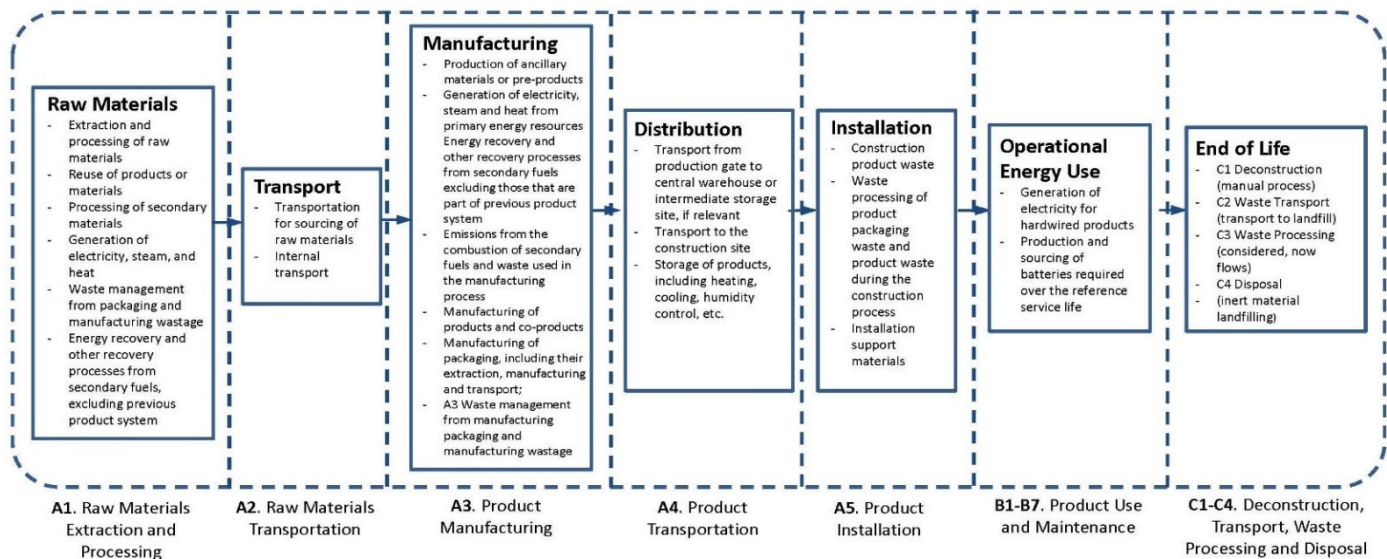 Raw Materials
- Extraction and
processing of raw
materials
- Reuse of products or
materials
- Processing of secondary
materials
- Generation of
electricity, steam, and
heat
- Waste management
from packaging and
manufacturing wastage
- Energy recovery and
other recovery
processes from
secondary fuels,
excluding previous
product system
Transport
- Transportation
for sourcing of
raw materials
- Internal
transport
Manufacturing
- Production of ancillary
materials or pre-products
- Generation of electricity,
steam and heat from
primary energy resources
Energy recovery and
other recovery processes
from secondary fuels
excluding those that are
part of previous product
system
- Emissions from the
combustion of secondary
fuels and waste used in
the manufacturing
process
- Manufacturing of
products and co-products
- Manufacturing of
packaging, including their
extraction, manufacturing
and transport;
- A3 Waste management
from manufacturing
packaging and
manufacturing wastage
Distribution
- Transport from
production gate to
central warehouse or
intermediate storage
site, if relevant
- Transport to the
construction site
- Storage of products,
including heating,
cooling, humidity
control, etc.
Installation
- Construction
product waste
- Waste
processing of
product
packaging waste
and product
waste during the
construction
process
- Installation
support
materials
Operational
Energy Use
- Generation of
electricity for
hardwired products
- Production and
sourcing of
batteries required
over the reference
service life
End of Life
- C1 Deconstruction
(manual process)
- C2 Waste Transport
(transport to landfill)
- C3 Waste Processing
(considered, now
flows)
- C4 Disposal
- (inert material
landfilling)
A1. Raw Materials
Extraction and
Processing
A2. Raw Materials
Transportation
A3. Product
Manufacturing
A4. Product
Transportation
A5. Product
Installation
B1-B7. Product Use
and Maintenance
C1-C4. Deconstruction,
Transport, Waste
Processing and Disposal